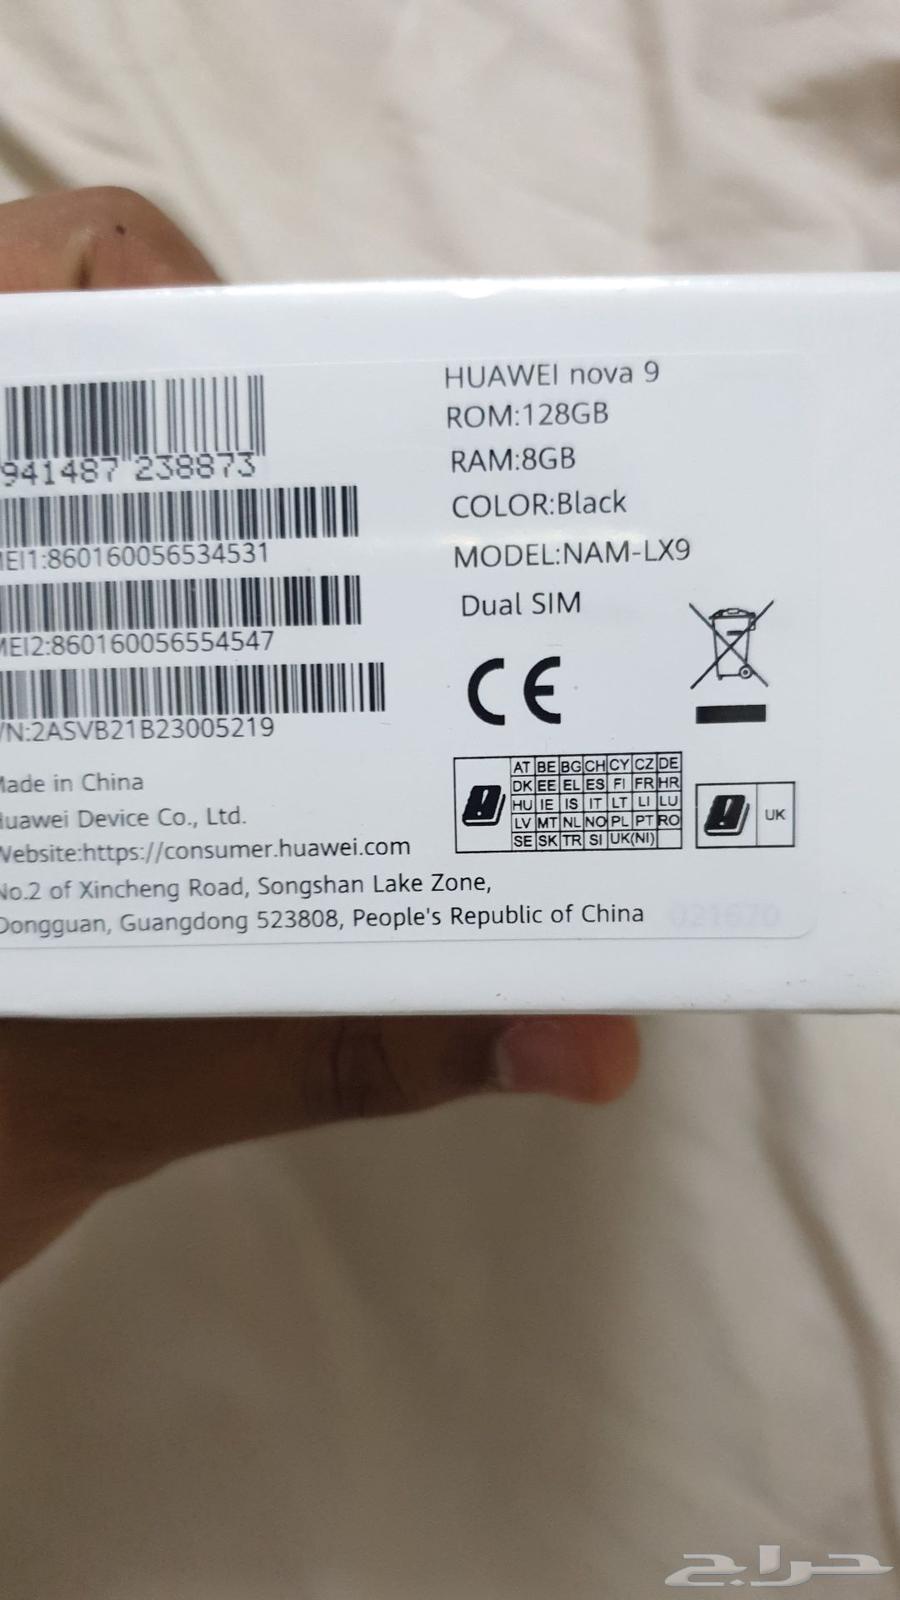 941487 238873
MEI1:860160056534531
MEI2:860160056554547
/N:2ASVB21B23005219
Made in China
Huawei Device Co., Ltd.
Website:https://consumer.huawei.com
No.2 of Xincheng Road, Songshan Lake Zone,
Dongguan, Guangdong 523808, People's Republic of China
HUAWEI nova 9
ROM:128GB
RAM:8GB
COLOR:Black
MODEL:NAM-LX9
Dual SIM
CE
AT BE BG CH CY CZ DE
DK EE EL ES FI FR HR
HU IE IS IT LT LI LU
LV MT NL NO PL PT RO
SE SK TR SI UK(NI)
UK
021670
حراج